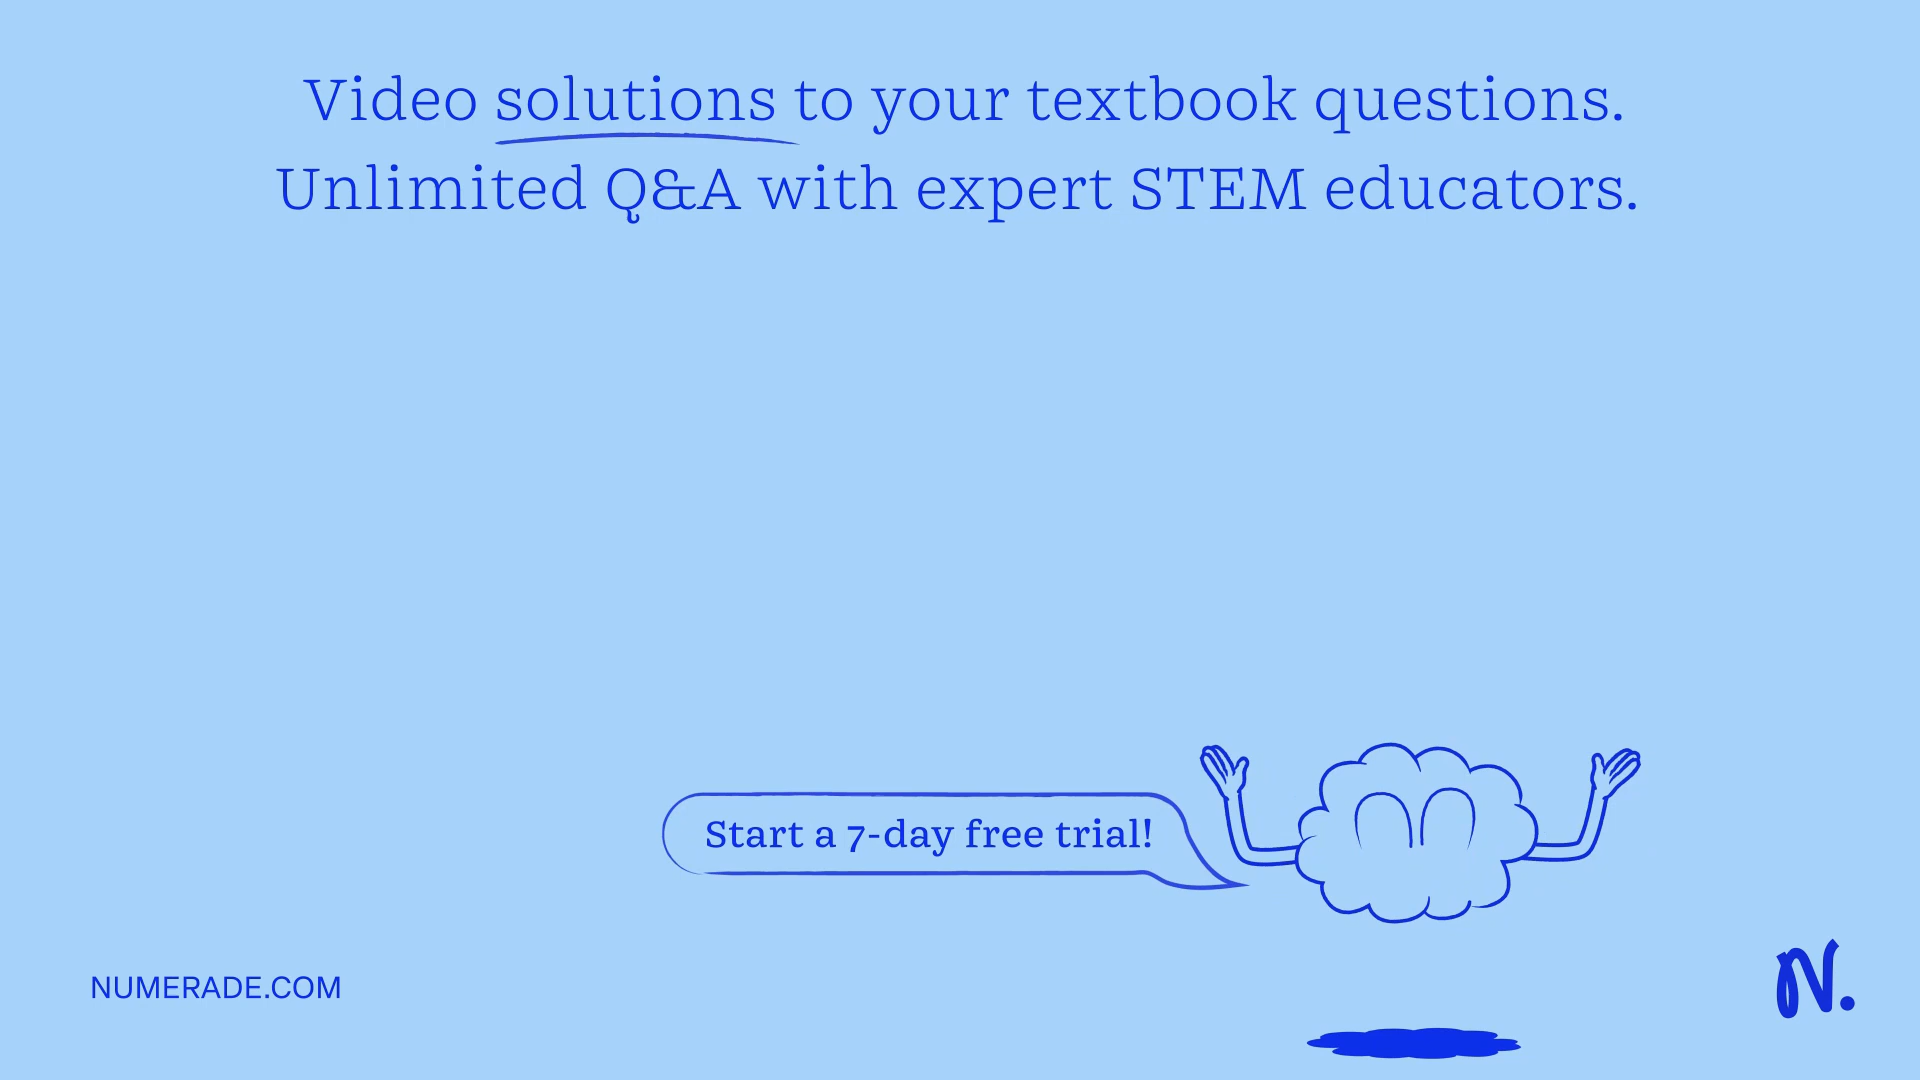 Video solutions to your textbook questions.
Unlimited Q&A with expert STEM educators.
Start a 7-day free trial!
NUMERADE.COM
N.